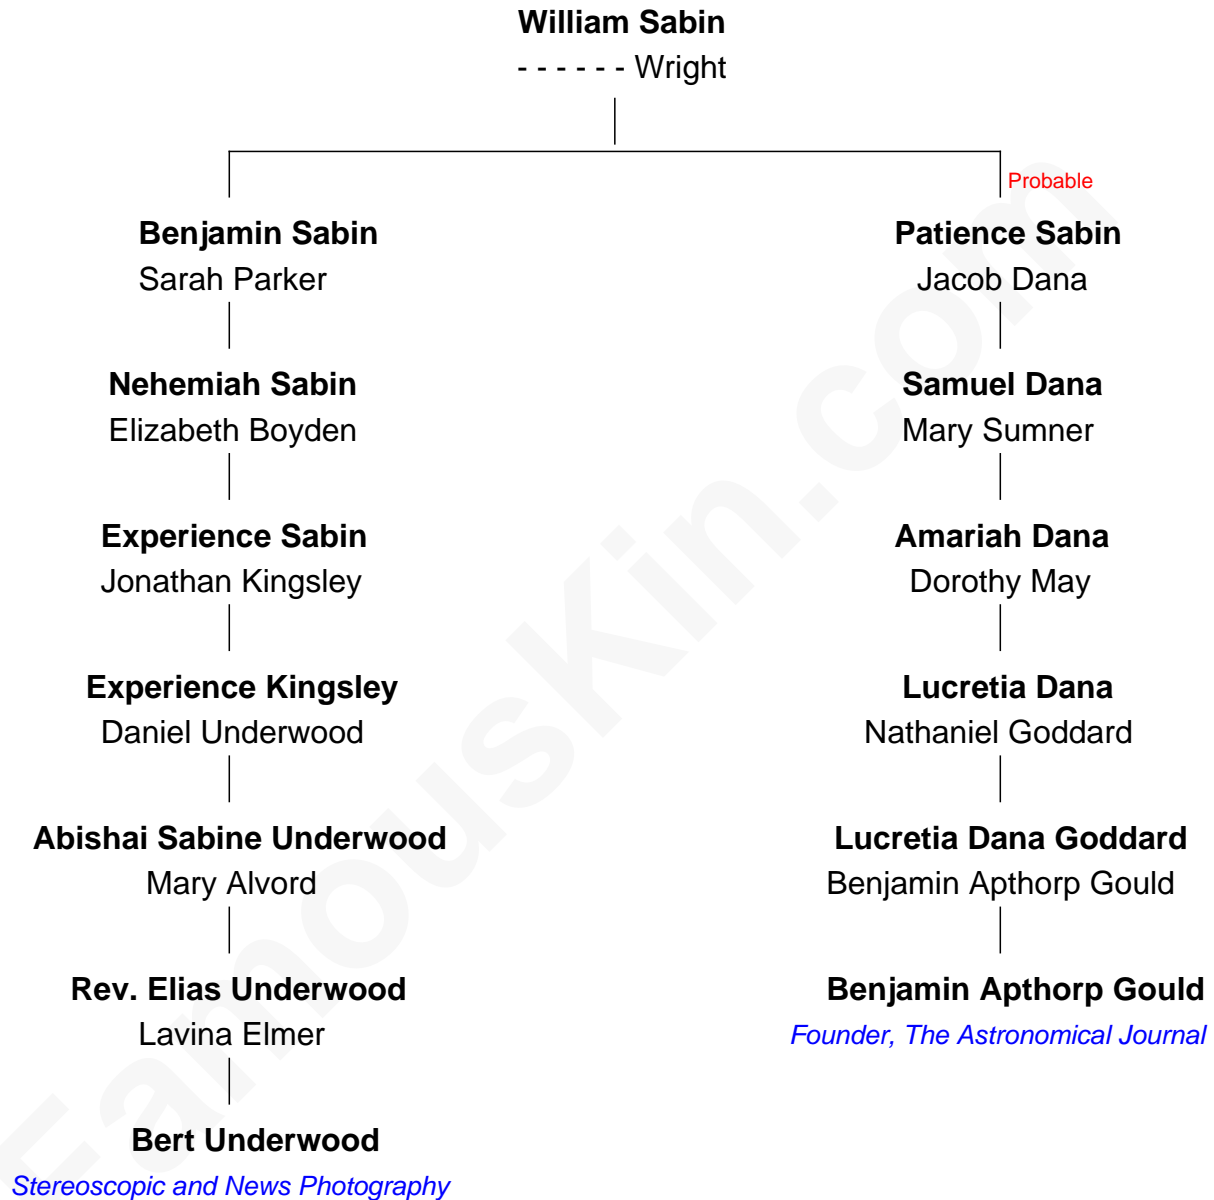 William Sabin
- - - - - - Wright
Probable
Benjamin Sabin
Sarah Parker
Patience Sabin
Jacob Dana
Nehemiah Sabin
Elizabeth Boyden
Samuel Dana
Mary Sumner
Experience Sabin
Jonathan Kingsley
Amariah Dana
Dorothy May
Experience Kingsley
Daniel Underwood
Lucretia Dana
Nathaniel Goddard
Abishai Sabine Underwood
Mary Alvord
Lucretia Dana Goddard
Benjamin Apthorp Gould
Rev. Elias Underwood
Lavina Elmer
Benjamin Apthorp Gould
Founder, The Astronomical Journal
Bert Underwood
Stereoscopic and News Photography
FamousKin.com